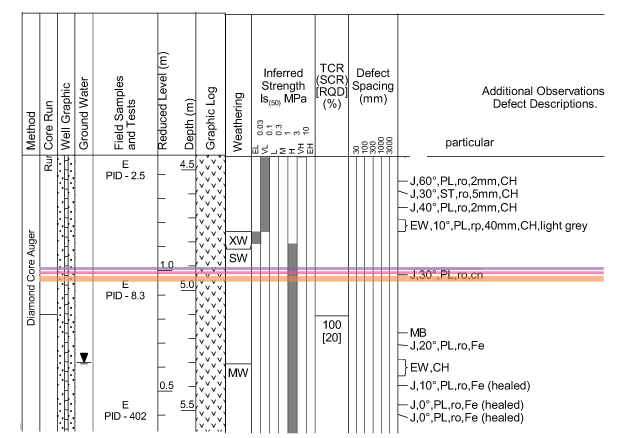 Method
Core Run
Well Graphic
Ground Water
Field Samples
and Tests
Reduced Level (m)
Depth (m)
Graphic Log
Weathering
Inferred
Strength
Is(50) MPa
0.03
0.1
0.3
1
3
10
EL
VL
L
M
H
VH
EH
TCR
(SCR)
[RQD]
(%)
Defect
Spacing
(mm)
30
100
300
1000
3000
Additional Observations
Defect Descriptions.
particular
Diamond Core Auger
Run
E
PID - 2.5
4.5
J,60°,PL,ro,2mm,CH
J,30°,ST,ro,5mm,CH
J,40°,PL,ro,2mm,CH
EW,10°,PL,rp,40mm,CH,light grey
XW
SW
1.0
J,30°,PL,ro,cn
E
PID - 8.3
5.0
100
[20]
MB
J,20°,PL,ro,Fe
MW
EW,CH
0.5
J,10°,PL,ro,Fe (healed)
E
PID - 402
5.5
J,0°,PL,ro,Fe (healed)
J,0°,PL,ro,Fe (healed)